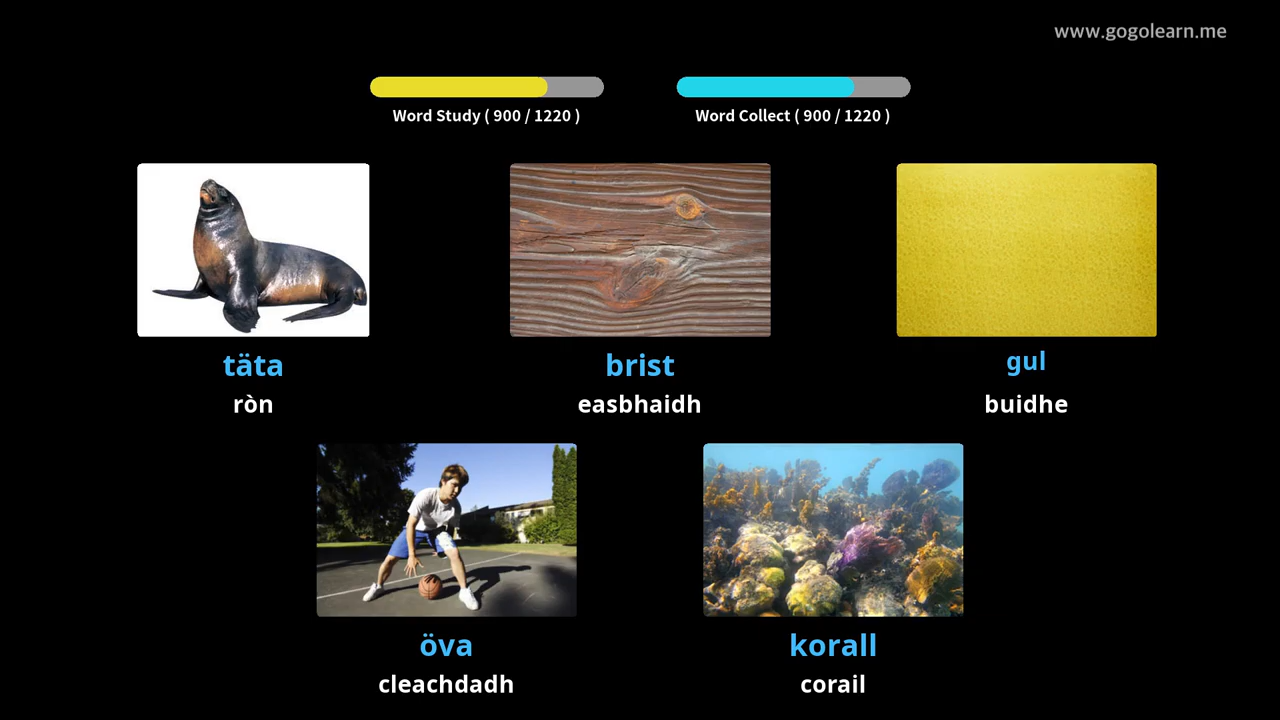 www.gogolearn.me
Word Study ( 900 / 1220 )
Word Collect ( 900 / 1220 )
täta
brist
gul
ròn
easbhaidh
buidhe
öva
korall
cleachdadh
corail